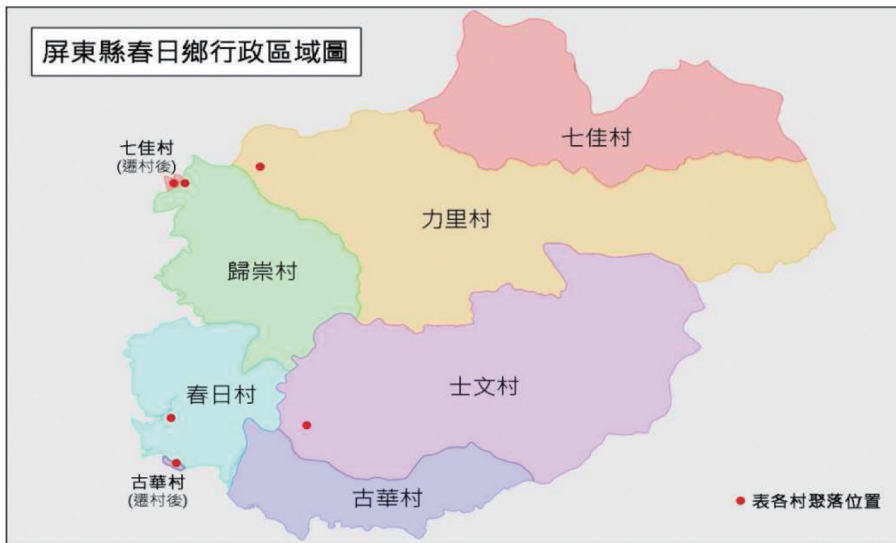 屏東縣春日鄉行政區域圖
七佳村
七佳村
(遷村後)
力里村
歸崇村
士文村
春日村
古華村
(遷村後)
古華村
表各村聚落位置